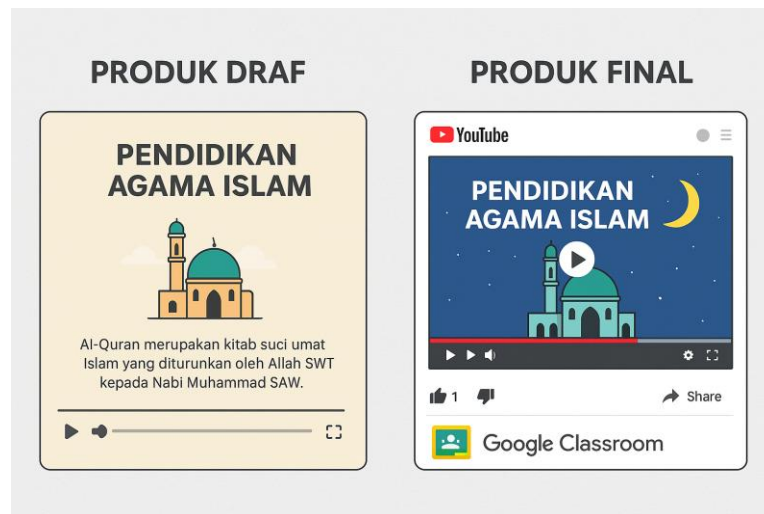 PRODUK DRAF
PENDIDIKAN
AGAMA ISLAM
Al-Quran merupakan kitab suci umat
Islam yang diturunkan oleh Allah SWT
kepada Nabi Muhammad SAW.
PRODUK FINAL
YouTube
PENDIDIKAN
AGAMA ISLAM
1
Share
Google Classroom